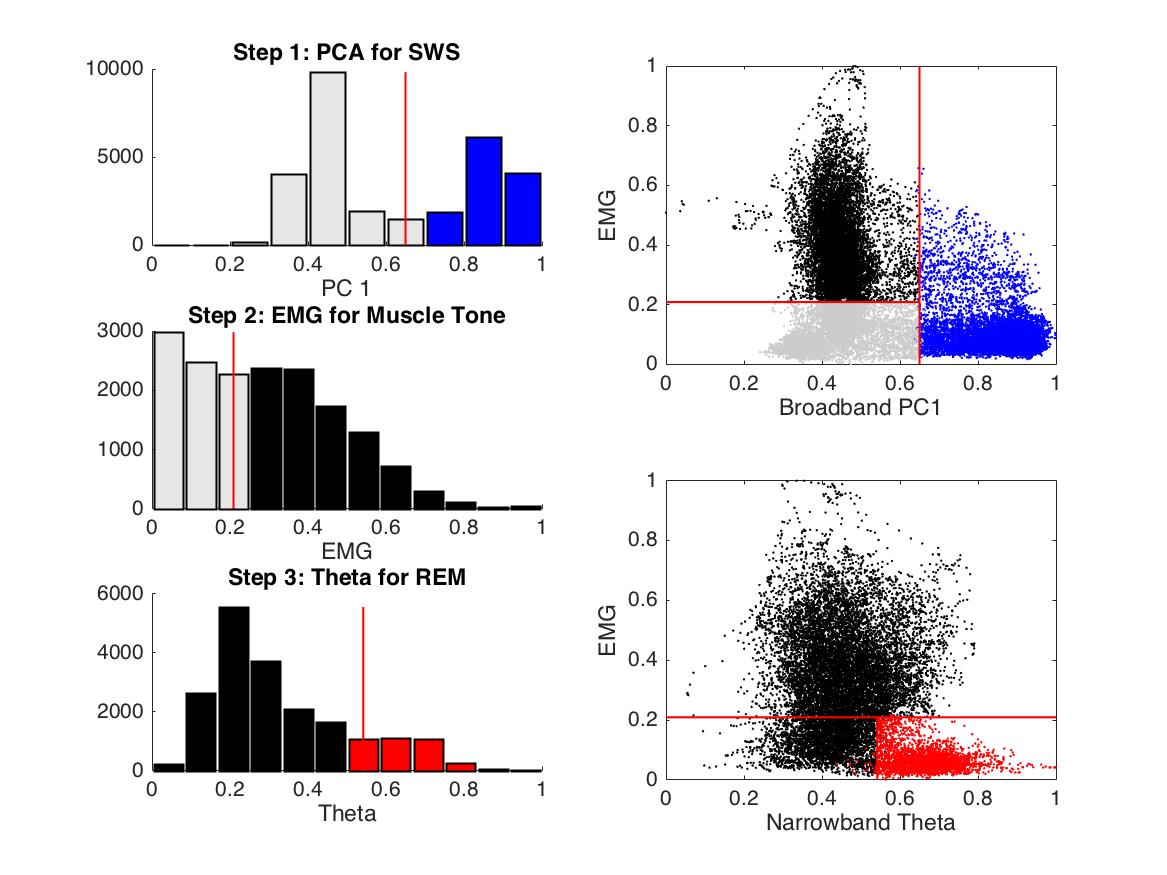 Step 1: PCA for SWS
10000
5000
0
0 0.2 0.4 0.6 0.8 1
PC 1
Step 2: EMG for Muscle Tone
3000
2000
1000
0
0 0.2 0.4 0.6 0.8 1
EMG
Step 3: Theta for REM
6000
4000
2000
0
0 0.2 0.4 0.6 0.8 1
Theta
1
0.8
0.6
0.4
0.2
0
EMG
0 0.2 0.4 0.6 0.8 1
Broadband PC1
1
0.8
0.6
0.4
0.2
0
EMG
0 0.2 0.4 0.6 0.8 1
Narrowband Theta